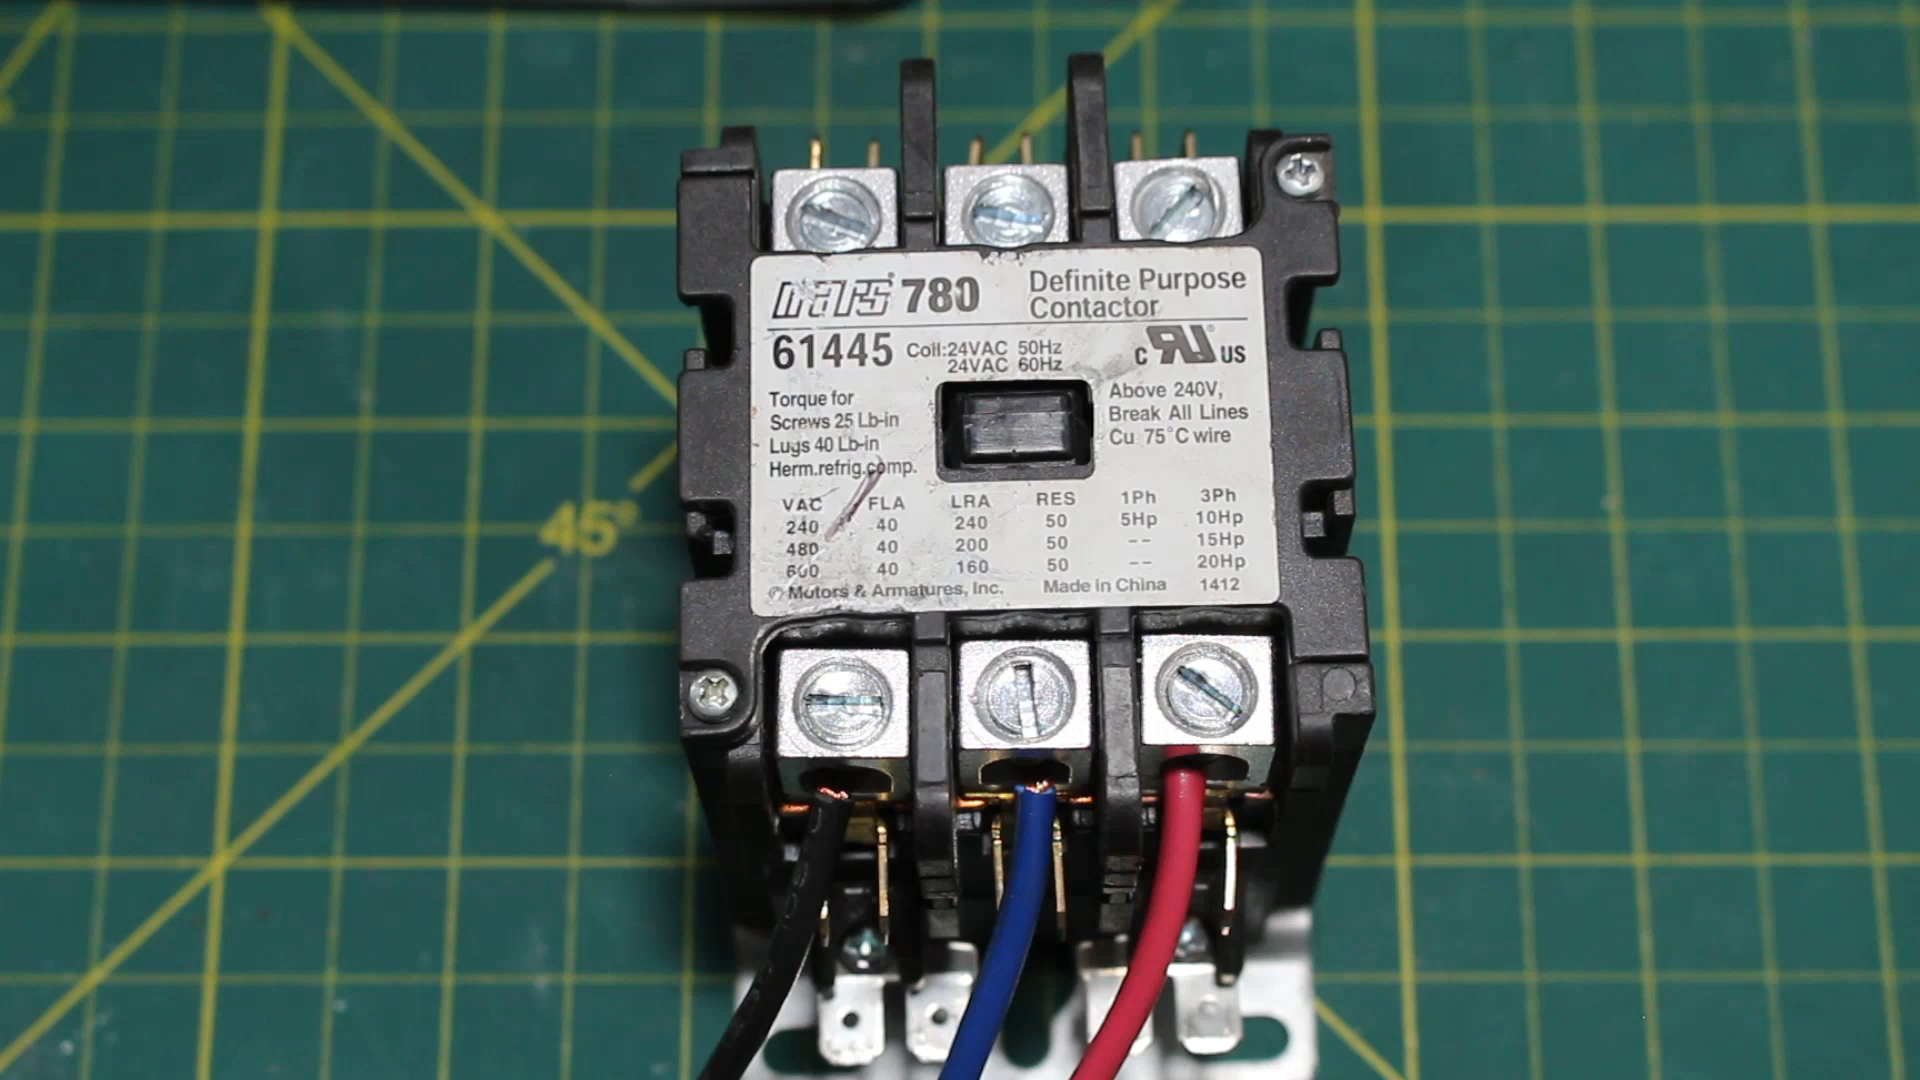 mars® 780 Definite Purpose
Contactor
61445 Coil:24VAC 50Hz
24VAC 60Hz
C RU® US
Torque for
Screws 25 Lb-in
Lugs 40 Lb-in
Herm.refrig.comp.
Above 240V,
Break All Lines
Cu 75°C wire
VAC FLA LRA RES 1Ph 3Ph
240 40 240 50 5Hp 10Hp
480 40 200 50 -- 15Hp
600 40 160 50 -- 20Hp
© Motors & Armatures, Inc. Made in China 1412
45°